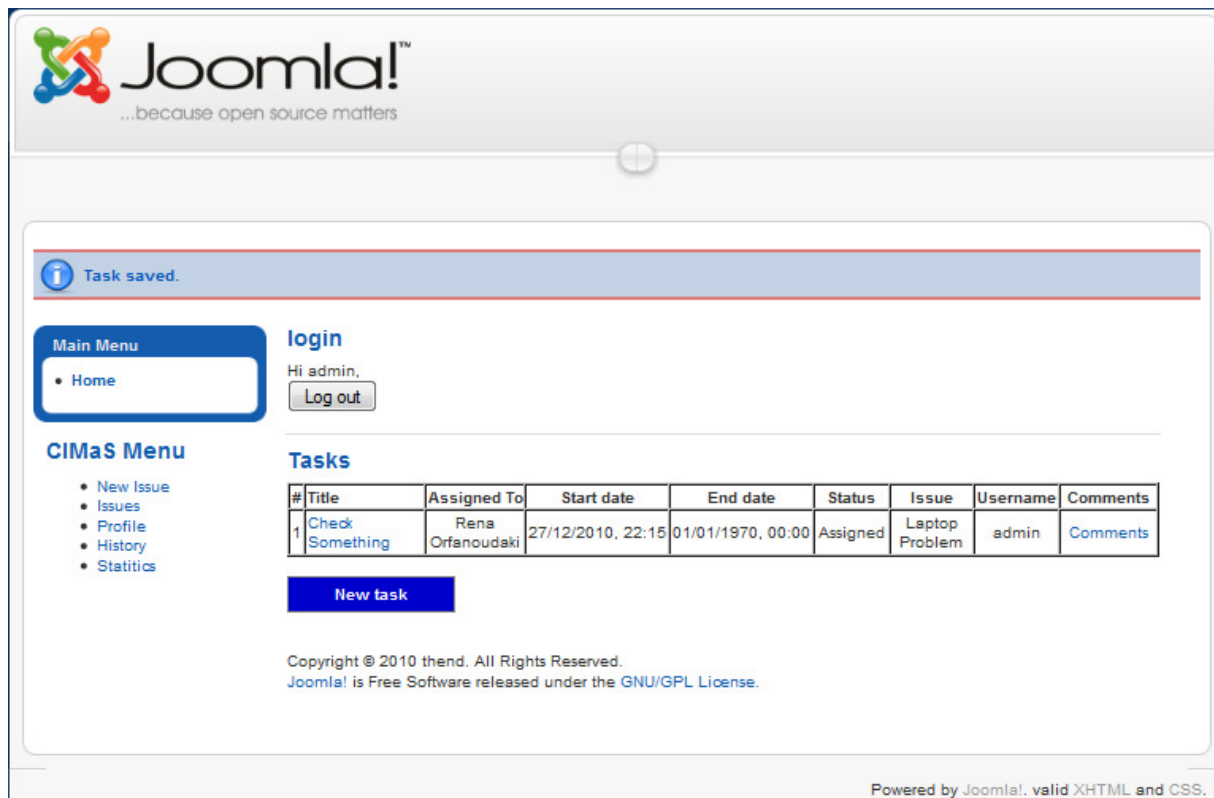 Joomla!™
...because open source matters
Task saved.
Main Menu
Home
CIMaS Menu
New Issue
Issues
Profile
History
Statitics
login
Hi admin,
Log out
Tasks
# Title Assigned To Start date End date Status Issue Username Comments
1 Check Something Rena Orfanoudaki 27/12/2010, 22:15 01/01/1970, 00:00 Assigned Laptop Problem admin Comments
New task
Copyright © 2010 thend. All Rights Reserved.
Joomla! is Free Software released under the GNU/GPL License.
Powered by Joomla!. valid XHTML and CSS.